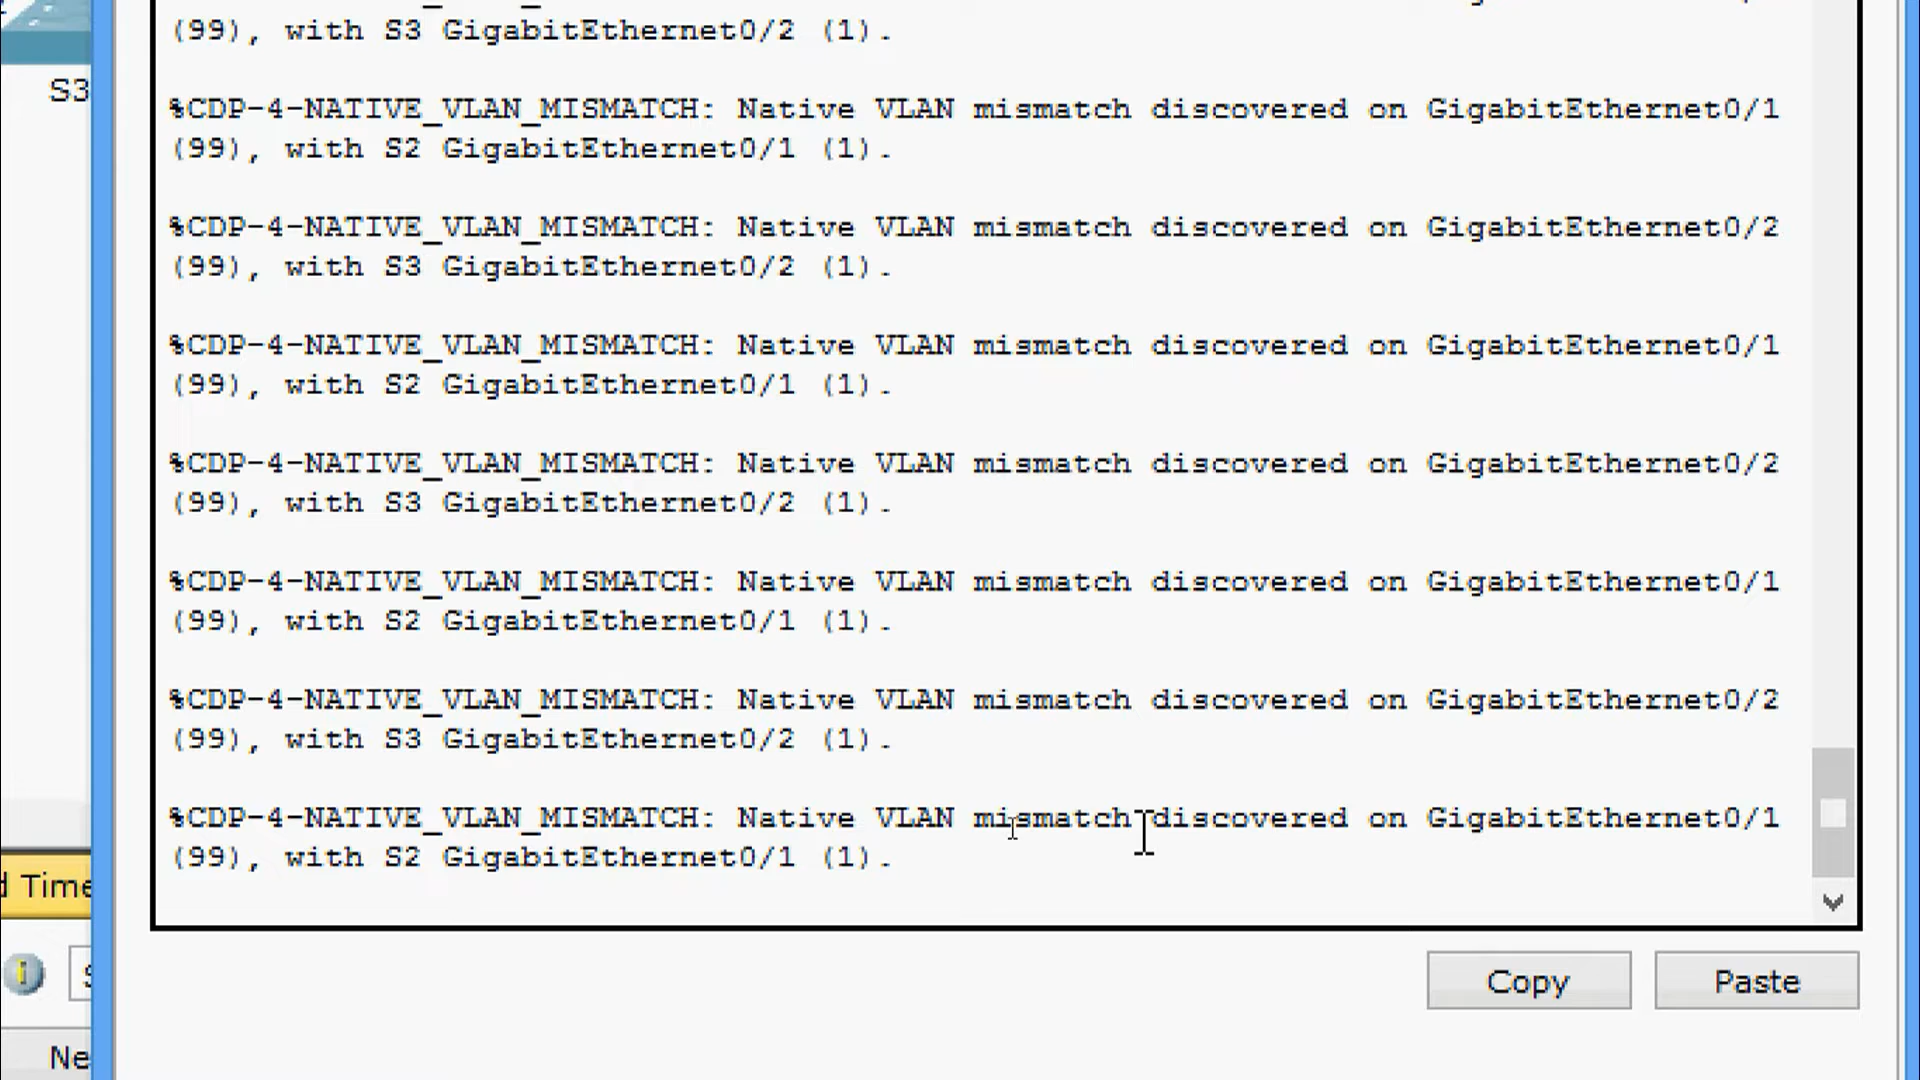 (99), with S3 GigabitEthernet0/2 (1).
S3
%CDP-4-NATIVE_VLAN_MISMATCH: Native VLAN mismatch discovered on GigabitEthernet0/1
(99), with S2 GigabitEthernet0/1 (1).
%CDP-4-NATIVE_VLAN_MISMATCH: Native VLAN mismatch discovered on GigabitEthernet0/2
(99), with S3 GigabitEthernet0/2 (1).
%CDP-4-NATIVE_VLAN_MISMATCH: Native VLAN mismatch discovered on GigabitEthernet0/1
(99), with S2 GigabitEthernet0/1 (1).
%CDP-4-NATIVE_VLAN_MISMATCH: Native VLAN mismatch discovered on GigabitEthernet0/2
(99), with S3 GigabitEthernet0/2 (1).
%CDP-4-NATIVE_VLAN_MISMATCH: Native VLAN mismatch discovered on GigabitEthernet0/1
(99), with S2 GigabitEthernet0/1 (1).
%CDP-4-NATIVE_VLAN_MISMATCH: Native VLAN mismatch discovered on GigabitEthernet0/2
(99), with S3 GigabitEthernet0/2 (1).
%CDP-4-NATIVE_VLAN_MISMATCH: Native VLAN mismatch discovered on GigabitEthernet0/1
(99), with S2 GigabitEthernet0/1 (1).
d Time
Copy
Paste
Ne